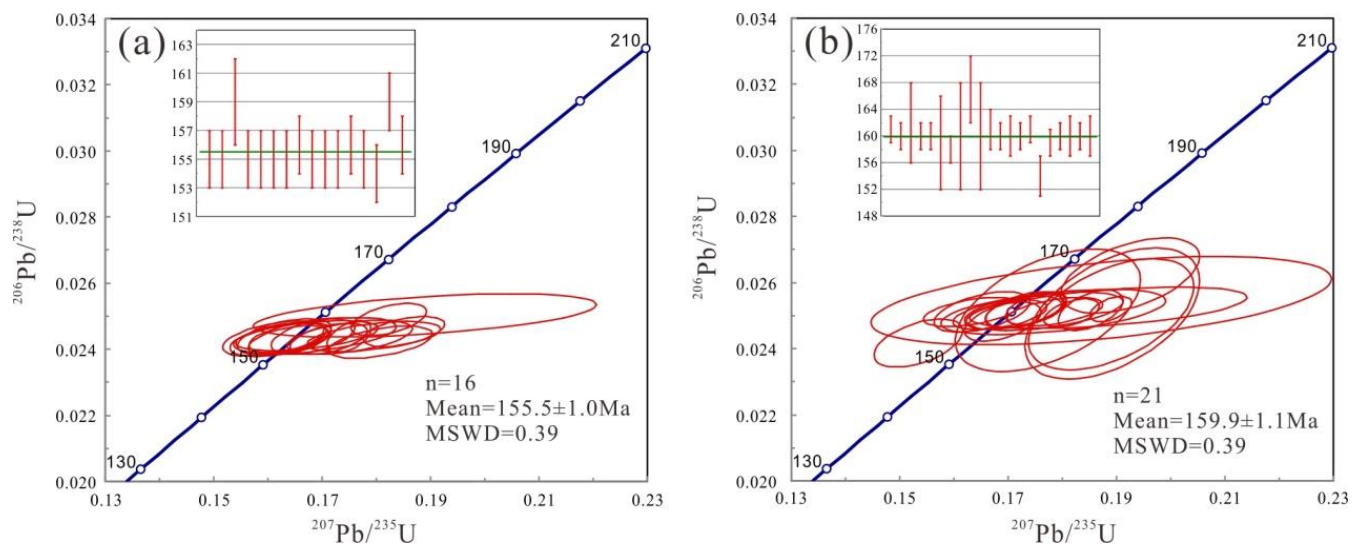 (a)
0.034
0.032
0.030
0.028
0.026
0.024
0.022
0.020
²⁰⁶Pb/²³⁸U
163
161
159
157
155
153
151
210
190
170
150
130
n=16
Mean=155.5±1.0Ma
MSWD=0.39
0.13 0.15 0.17 0.19 0.21 0.23
²⁰⁷Pb/²³⁵U
(b)
0.034
0.032
0.030
0.028
0.026
0.024
0.022
0.020
²⁰⁶Pb/²³⁸U
176
172
168
164
160
156
152
148
210
190
170
150
130
n=21
Mean=159.9±1.1Ma
MSWD=0.39
0.13 0.15 0.17 0.19 0.21 0.23
²⁰⁷Pb/²³⁵U